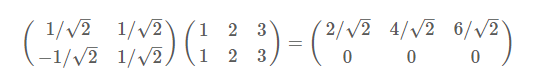 (1/√2 1/√2; -1/√2 1/√2) (1 2 3; 1 2 3) = (2/√2 4/√2 6/√2; 0 0 0)